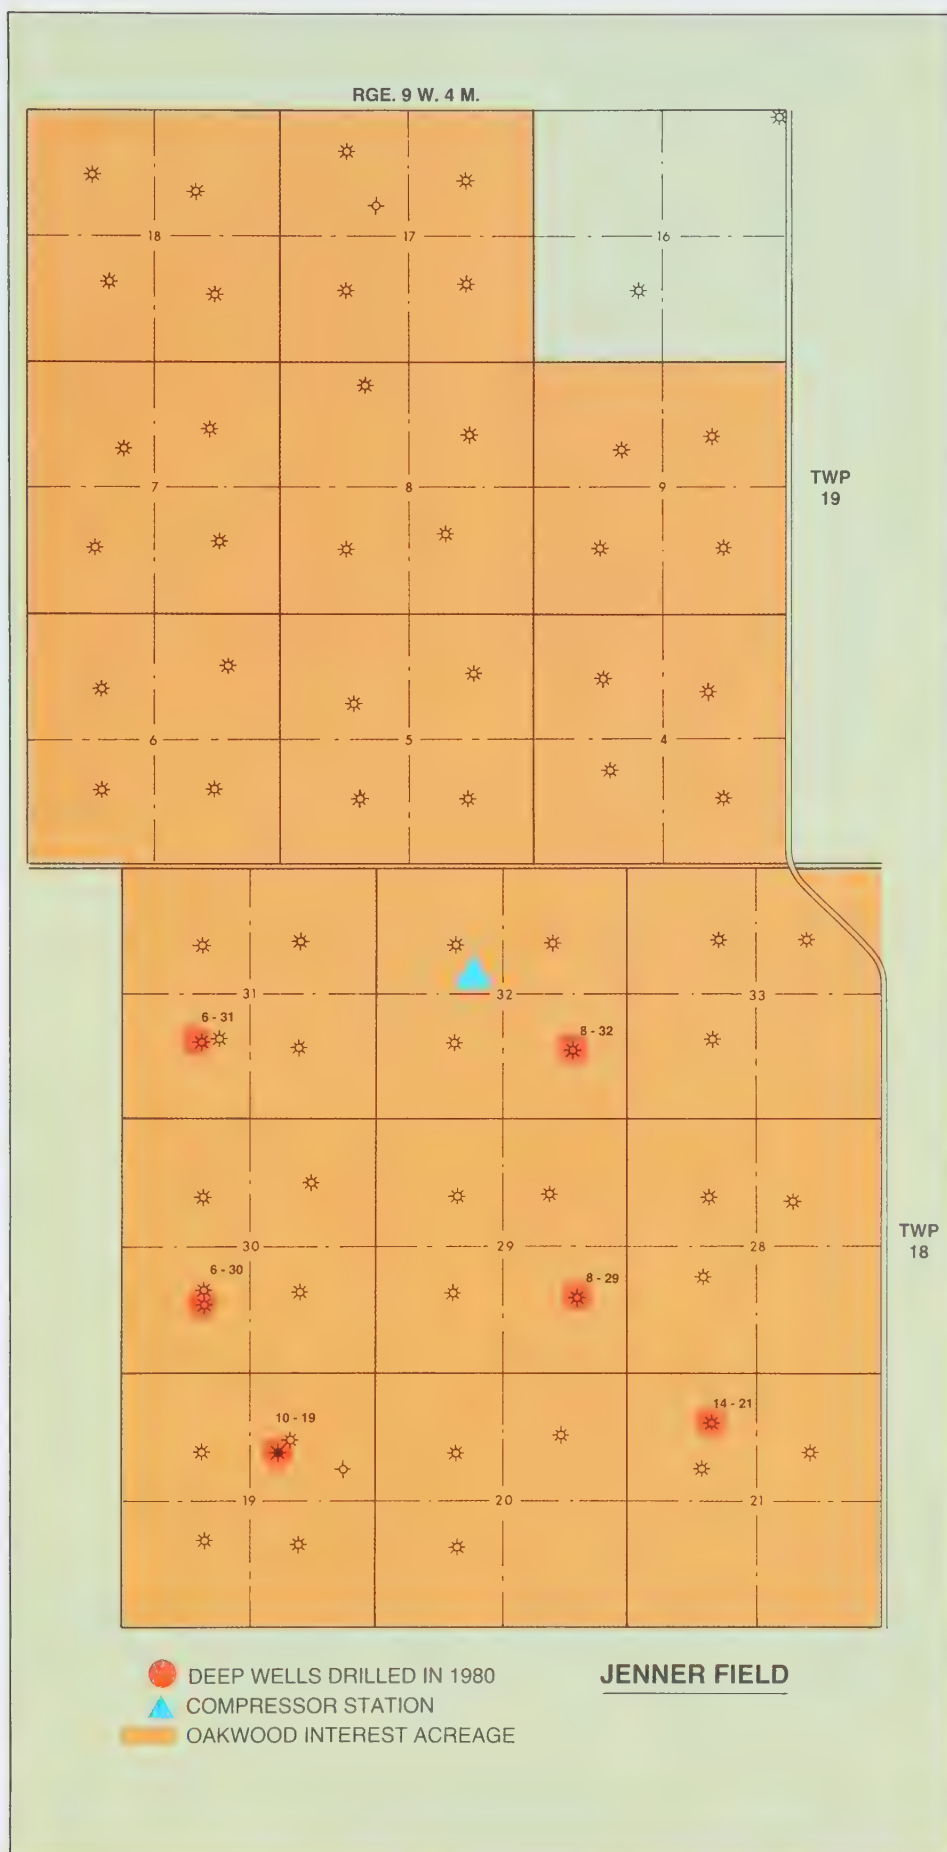 RGE. 9 W. 4 M.
18 17 16
7 8 9
TWP
19
6 5 4
31 32 33
6 - 31
8 - 32
30 29 28
TWP
18
6 - 30
8 - 29
10 - 19
14 - 21
19 20 21
DEEP WELLS DRILLED IN 1980
COMPRESSOR STATION
OAKWOOD INTEREST ACREAGE
JENNER FIELD